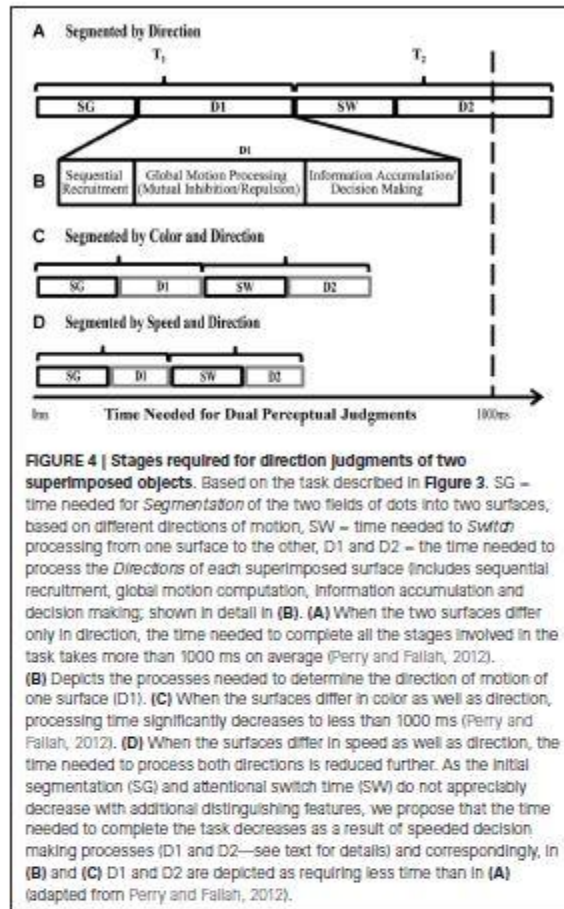 A Segmented by Direction
T1 T2
SG D1 SW D2
D1
B Sequential Recruitment Global Motion Processing (Mutual Inhibition/Repulsion) Information Accumulation/ Decision Making
C Segmented by Color and Direction
SG D1 SW D2
D Segmented by Speed and Direction
SG D1 SW D2
0ms Time Needed for Dual Perceptual Judgments 1000ms
FIGURE 4 | Stages required for direction judgments of two
superimposed objects. Based on the task described in Figure 3. SG –
time needed for Segmentation of the two fields of dots into two surfaces,
based on different directions of motion, SW – time needed to Switch
processing from one surface to the other, D1 and D2 – the time needed to
process the Directions of each superimposed surface (includes sequential
recruitment, global motion computation, information accumulation and
decision making; shown in detail in (B). (A) When the two surfaces differ
only in direction, the time needed to complete all the stages involved in the
task takes more than 1000 ms on average (Perry and Fallah, 2012).
(B) Depicts the processes needed to determine the direction of motion of
one surface (D1). (C) When the surfaces differ in color as well as direction,
processing time significantly decreases to less than 1000 ms (Perry and
Fallah, 2012). (D) When the surfaces differ in speed as well as direction, the
time needed to process both directions is reduced further. As the initial
segmentation (SG) and attentional switch time (SW) do not appreciably
decrease with additional distinguishing features, we propose that the time
needed to complete the task decreases as a result of speeded decision
making processes (D1 and D2—see text for details) and correspondingly, in
(B) and (C) D1 and D2 are depicted as requiring less time than in (A)
(adapted from Perry and Fallah, 2012).